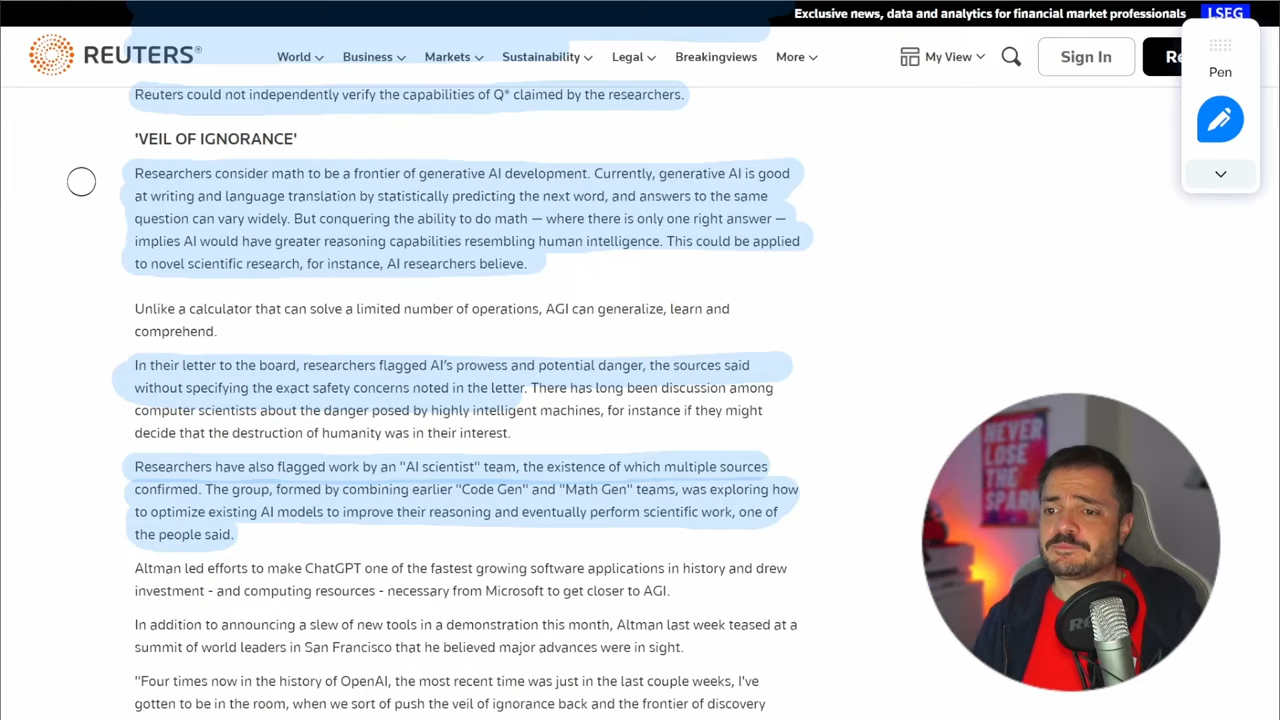 Exclusive news, data and analytics for financial market professionals LSEG
REUTERS®
World Business Markets Sustainability Legal Breakingviews More My View Sign In Re
Pen
Reuters could not independently verify the capabilities of Q* claimed by the researchers.
'VEIL OF IGNORANCE'
Researchers consider math to be a frontier of generative AI development. Currently, generative AI is good
at writing and language translation by statistically predicting the next word, and answers to the same
question can vary widely. But conquering the ability to do math — where there is only one right answer —
implies AI would have greater reasoning capabilities resembling human intelligence. This could be applied
to novel scientific research, for instance, AI researchers believe.
Unlike a calculator that can solve a limited number of operations, AGI can generalize, learn and
comprehend.
In their letter to the board, researchers flagged AI's prowess and potential danger, the sources said
without specifying the exact safety concerns noted in the letter. There has long been discussion among
computer scientists about the danger posed by highly intelligent machines, for instance if they might
decide that the destruction of humanity was in their interest.
Researchers have also flagged work by an "AI scientist" team, the existence of which multiple sources
confirmed. The group, formed by combining earlier "Code Gen" and "Math Gen" teams, was exploring how
to optimize existing AI models to improve their reasoning and eventually perform scientific work, one of
the people said.
Altman led efforts to make ChatGPT one of the fastest growing software applications in history and drew
investment - and computing resources - necessary from Microsoft to get closer to AGI.
In addition to announcing a slew of new tools in a demonstration this month, Altman last week teased at a
summit of world leaders in San Francisco that he believed major advances were in sight.
"Four times now in the history of OpenAI, the most recent time was just in the last couple weeks, I've
gotten to be in the room, when we sort of push the veil of ignorance back and the frontier of discovery
NEVER
LOSE
THE
SPARK